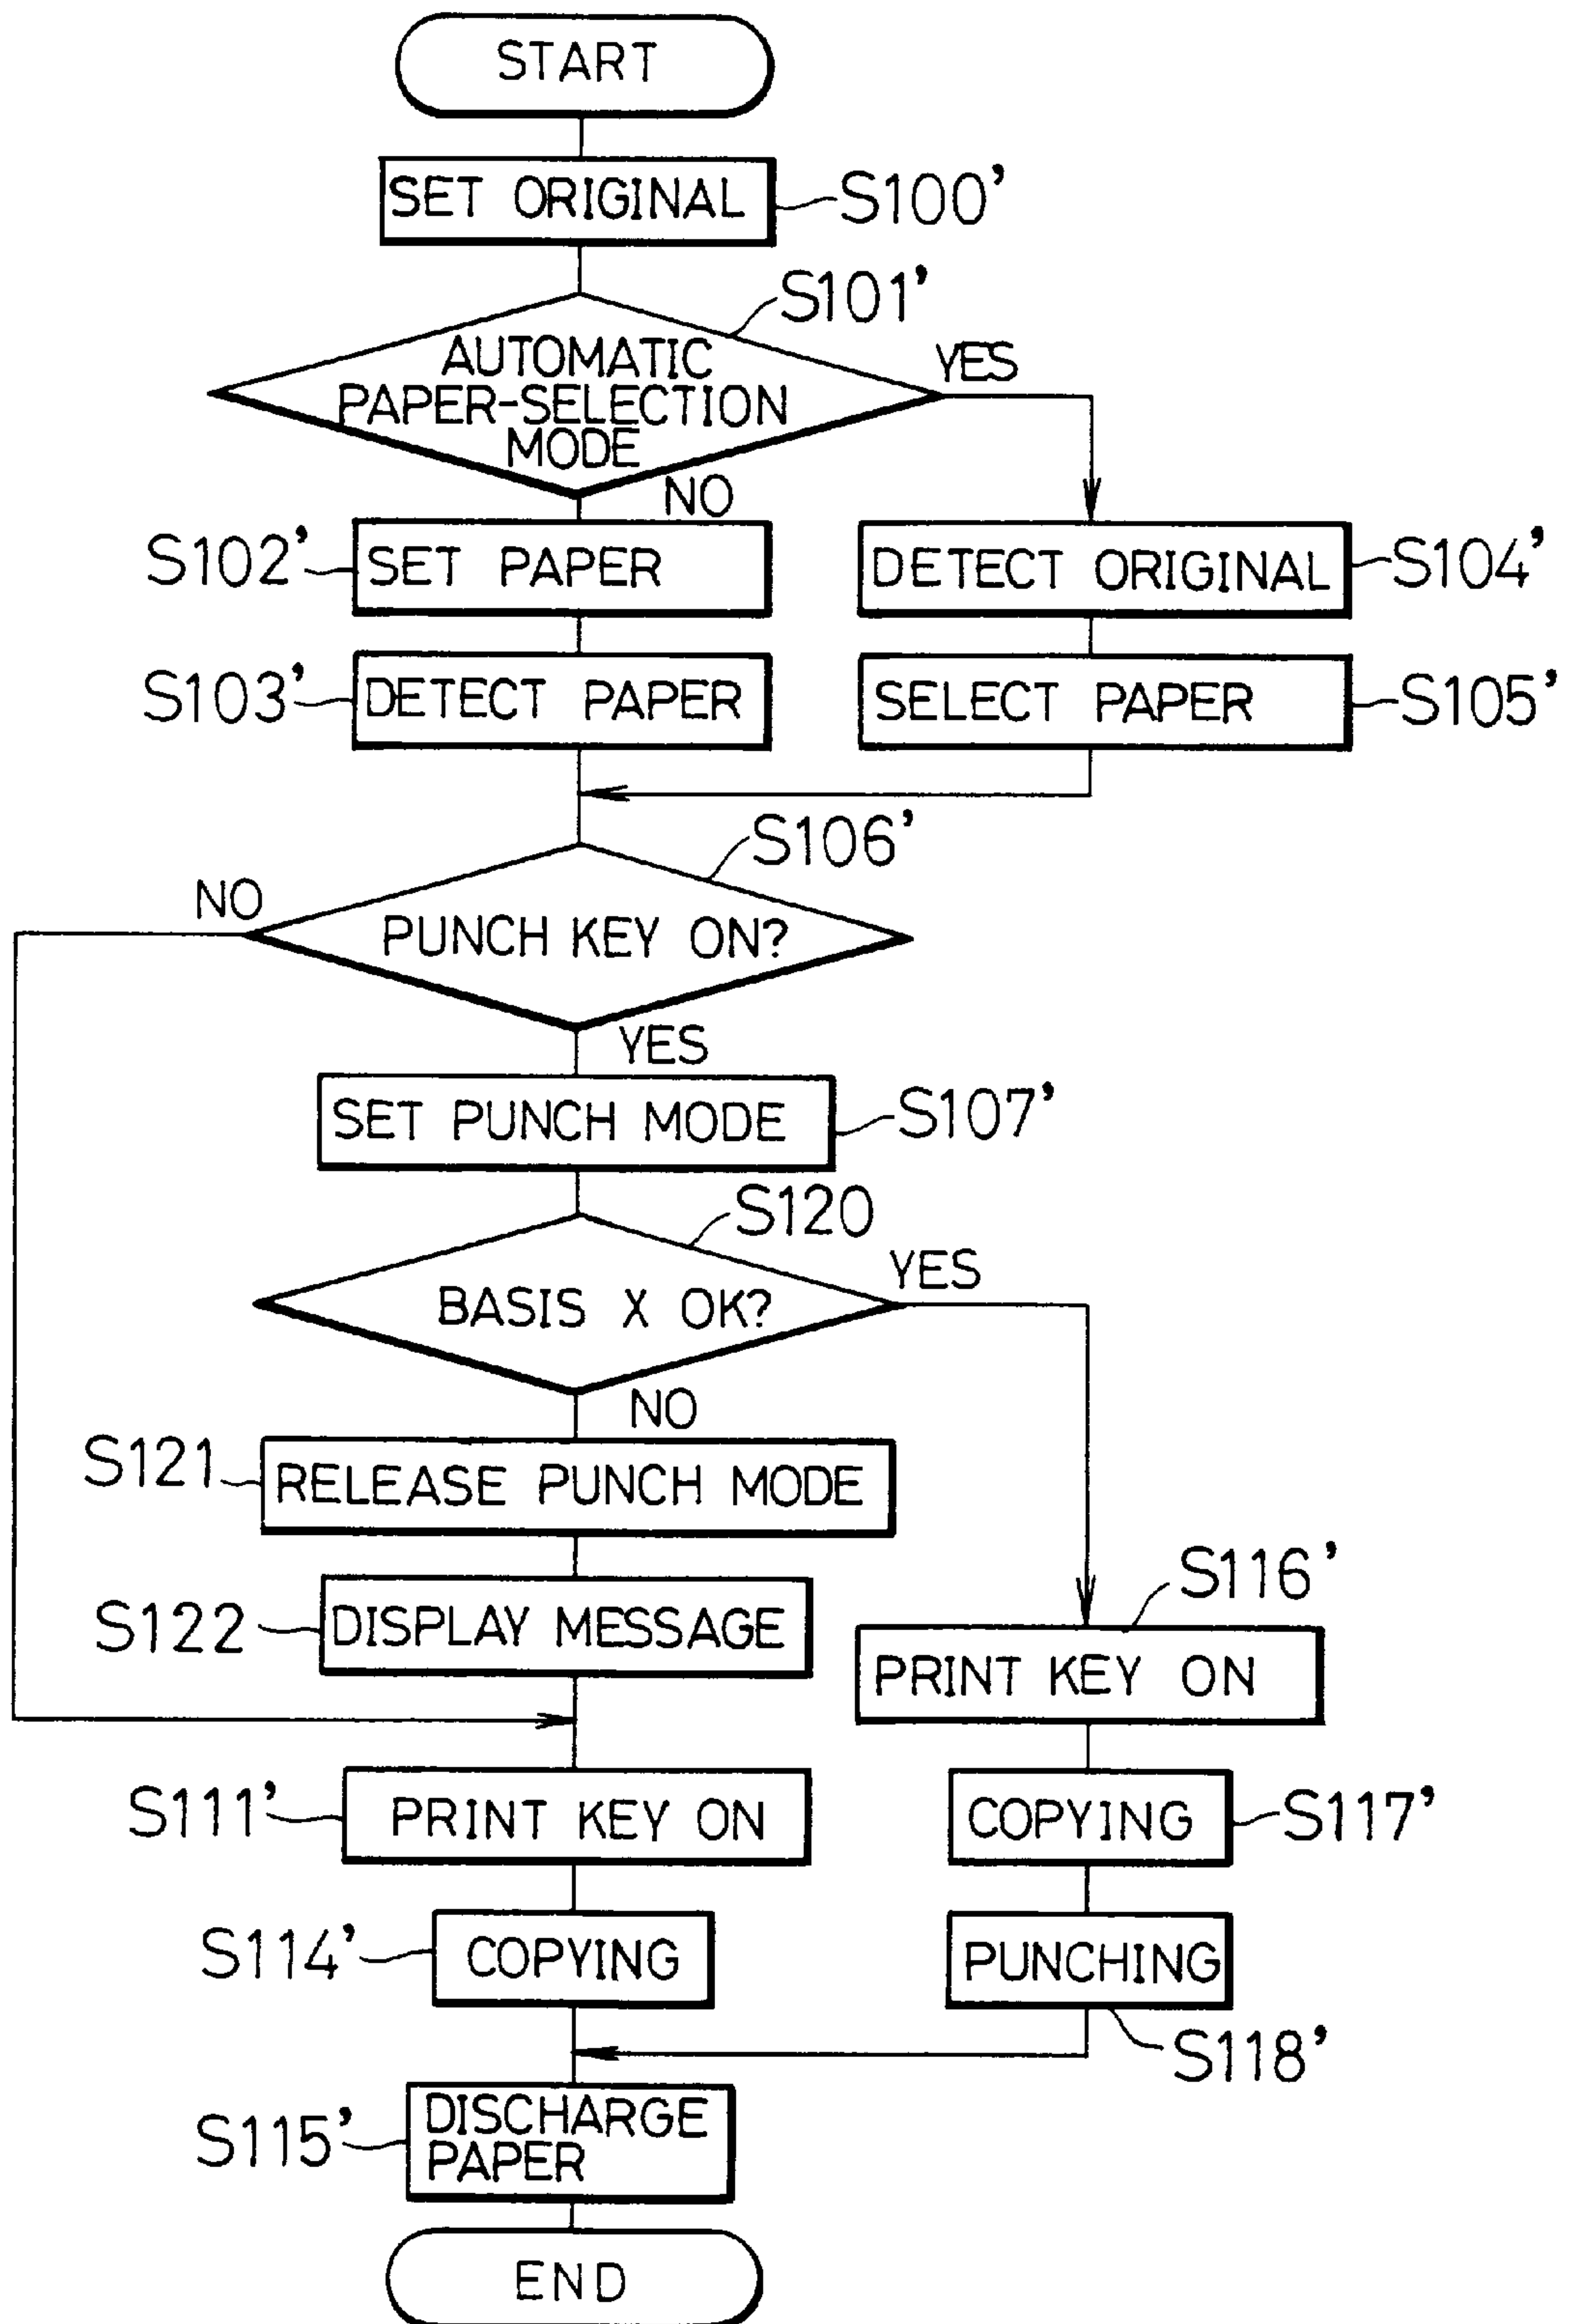 START
SET ORIGINAL
S100'
S101'
AUTOMATIC
PAPER-SELECTION
MODE
YES
NO
S102'
SET PAPER
DETECT ORIGINAL
S104'
S103'
DETECT PAPER
SELECT PAPER
S105'
S106'
NO
PUNCH KEY ON?
YES
SET PUNCH MODE
S107'
S120
YES
BASIS X OK?
NO
S121
RELEASE PUNCH MODE
S116'
S122
DISPLAY MESSAGE
PRINT KEY ON
S111'
PRINT KEY ON
COPYING
S117'
S114'
COPYING
PUNCHING
S118'
S115'
DISCHARGE
PAPER
END